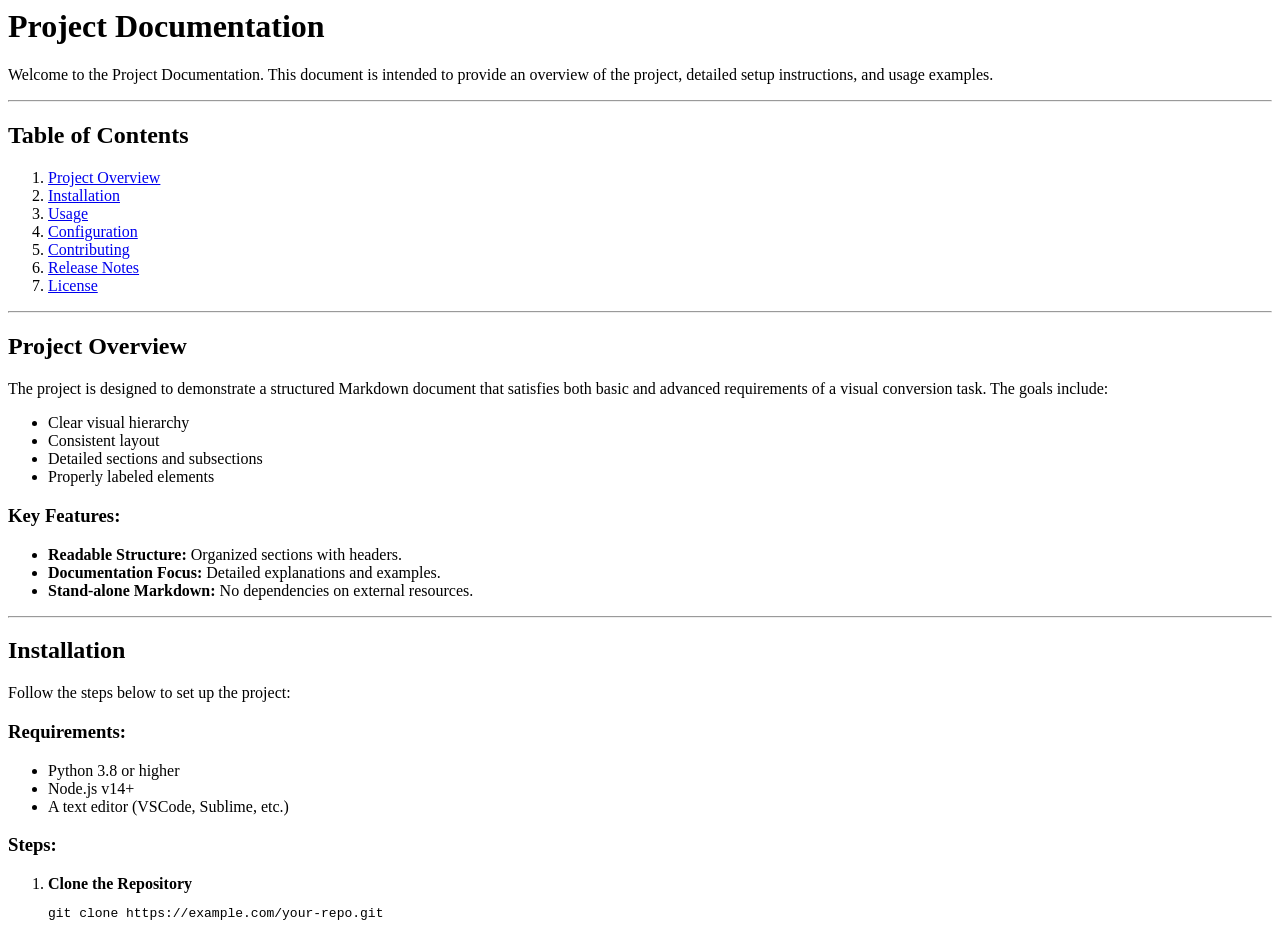 Project Documentation
Welcome to the Project Documentation. This document is intended to provide an overview of the project, detailed setup instructions, and usage examples.
Table of Contents
1. Project Overview
2. Installation
3. Usage
4. Configuration
5. Contributing
6. Release Notes
7. License
Project Overview
The project is designed to demonstrate a structured Markdown document that satisfies both basic and advanced requirements of a visual conversion task. The goals include:
• Clear visual hierarchy
• Consistent layout
• Detailed sections and subsections
• Properly labeled elements
Key Features:
• Readable Structure: Organized sections with headers.
• Documentation Focus: Detailed explanations and examples.
• Stand-alone Markdown: No dependencies on external resources.
Installation
Follow the steps below to set up the project:
Requirements:
• Python 3.8 or higher
• Node.js v14+
• A text editor (VSCode, Sublime, etc.)
Steps:
1. Clone the Repository
git clone https://example.com/your-repo.git